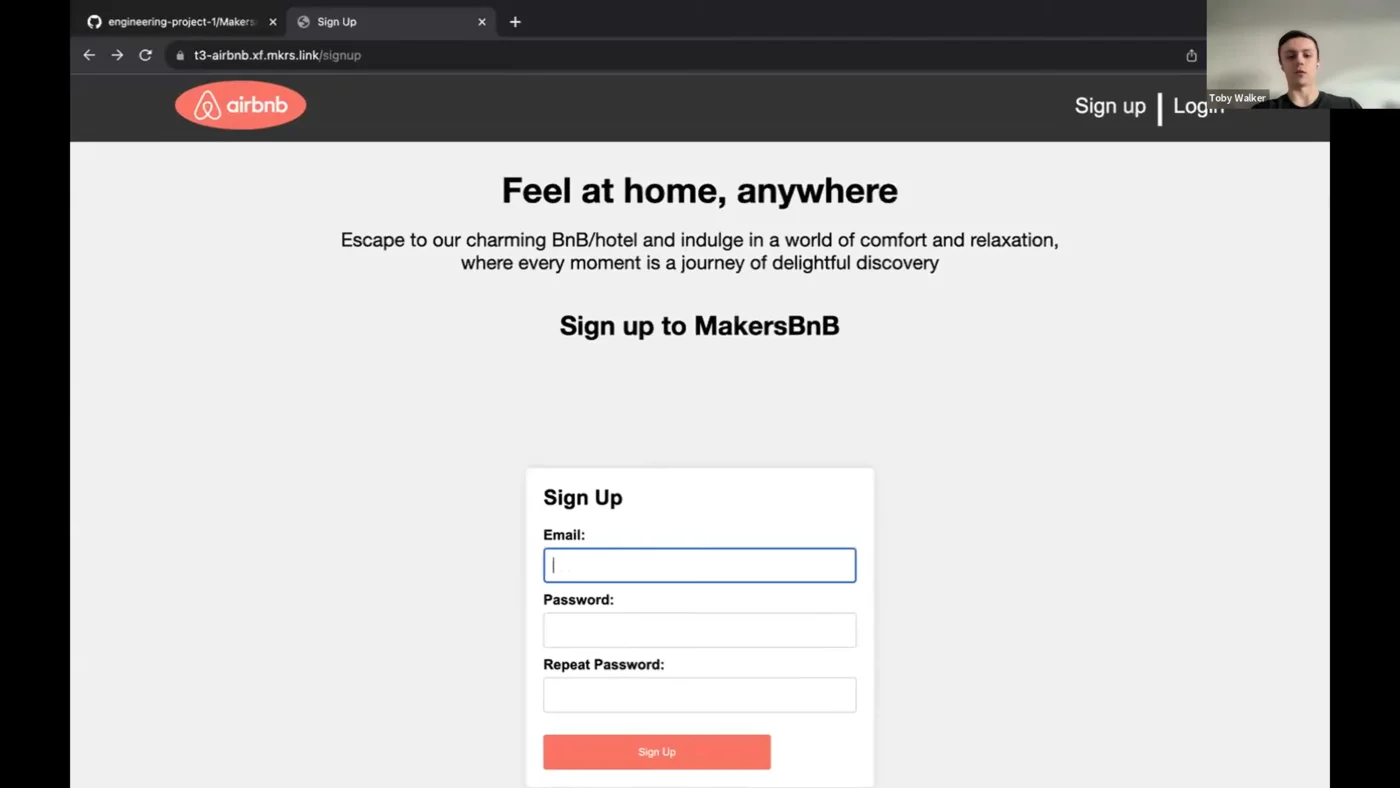 engineering-project-1/Makers
Sign Up
t3-airbnb.xf.mkrs.link/signup
Toby Walker
airbnb
Sign up
Login
Feel at home, anywhere
Escape to our charming BnB/hotel and indulge in a world of comfort and relaxation,
where every moment is a journey of delightful discovery
Sign up to MakersBnB
Sign Up
Email:
Password:
Repeat Password:
Sign Up